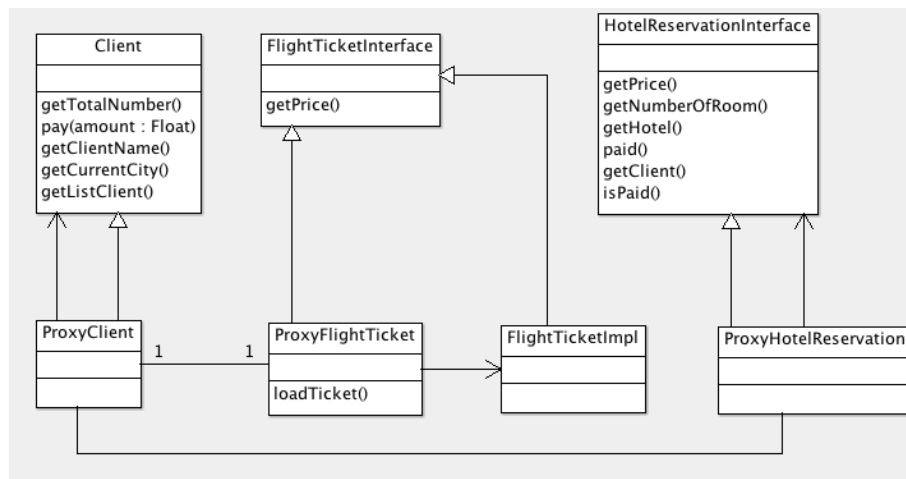 Client
getTotalNumber()
pay(amount : Float)
getClientName()
getCurrentCity()
getListClient()
FlightTicketInterface
getPrice()
HotelReservationInterface
getPrice()
getNumberOfRoom()
getHotel()
paid()
getClient()
isPaid()
ProxyClient
1
1
ProxyFlightTicket
loadTicket()
FlightTicketImpl
ProxyHotelReservation